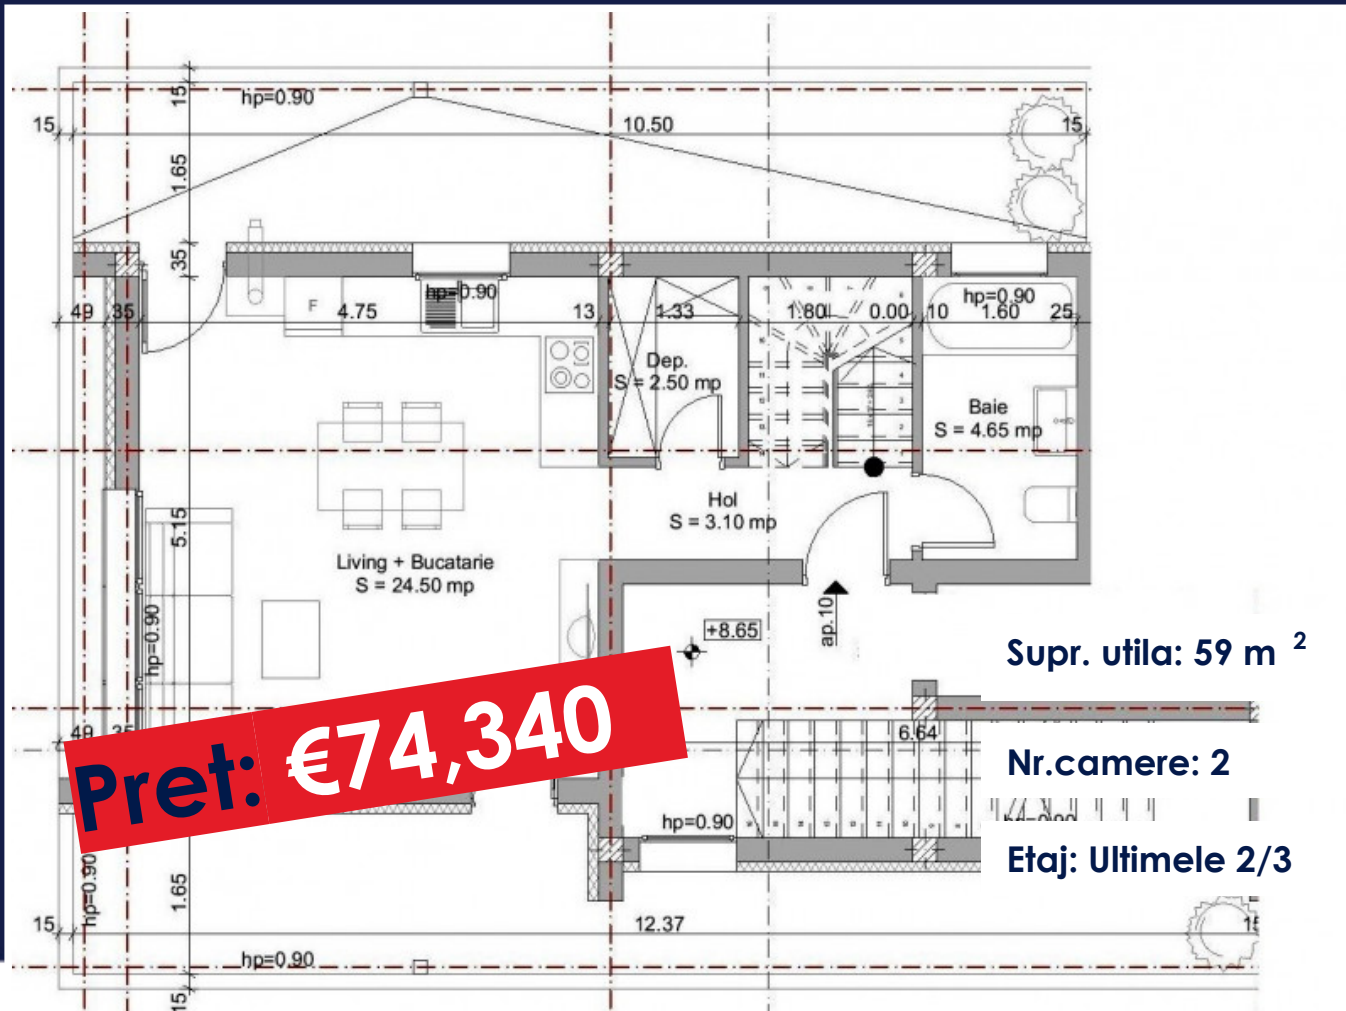 hp=0.90
15
15
10.50
15
1.65
35
hp=0.90
hp=0.90
F
49
35
4.75
13
1.33
1.80
0.00
10
1.60
25
Dep.
S = 2.50 mp
Baie
S = 4.65 mp
Hol
S = 3.10 mp
5.15
Living + Bucatarie
S = 24.50 mp
hp=0.90
+8.65
ap.10
Supr. utila: 59 m 2
Pret: €74,340
49
35
6.64
Nr.camere: 2
hp=0.90
hp=0.90
Etaj: Ultimele 2/3
hp=0.90
1.65
15
12.37
15
hp=0.90
15